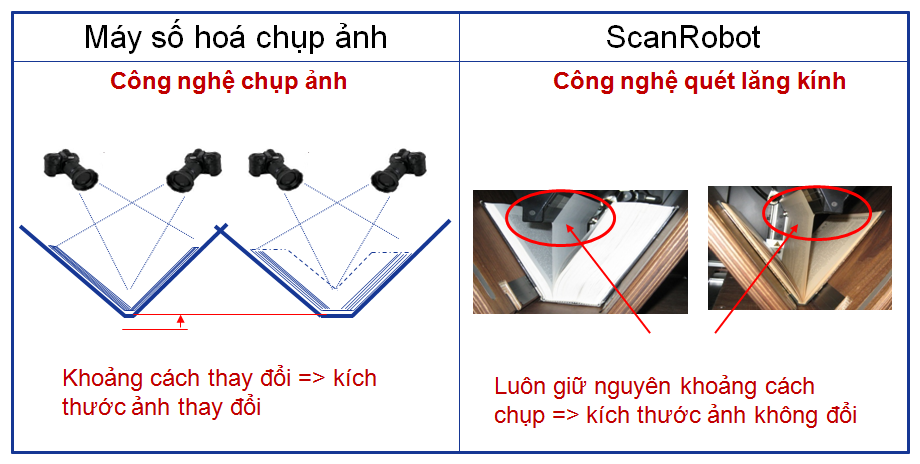 Máy số hoá chụp ảnh
ScanRobot
Công nghệ chụp ảnh
Công nghệ quét lăng kính
Khoảng cách thay đổi => kích
thước ảnh thay đổi
Luôn giữ nguyên khoảng cách
chụp => kích thước ảnh không đổi